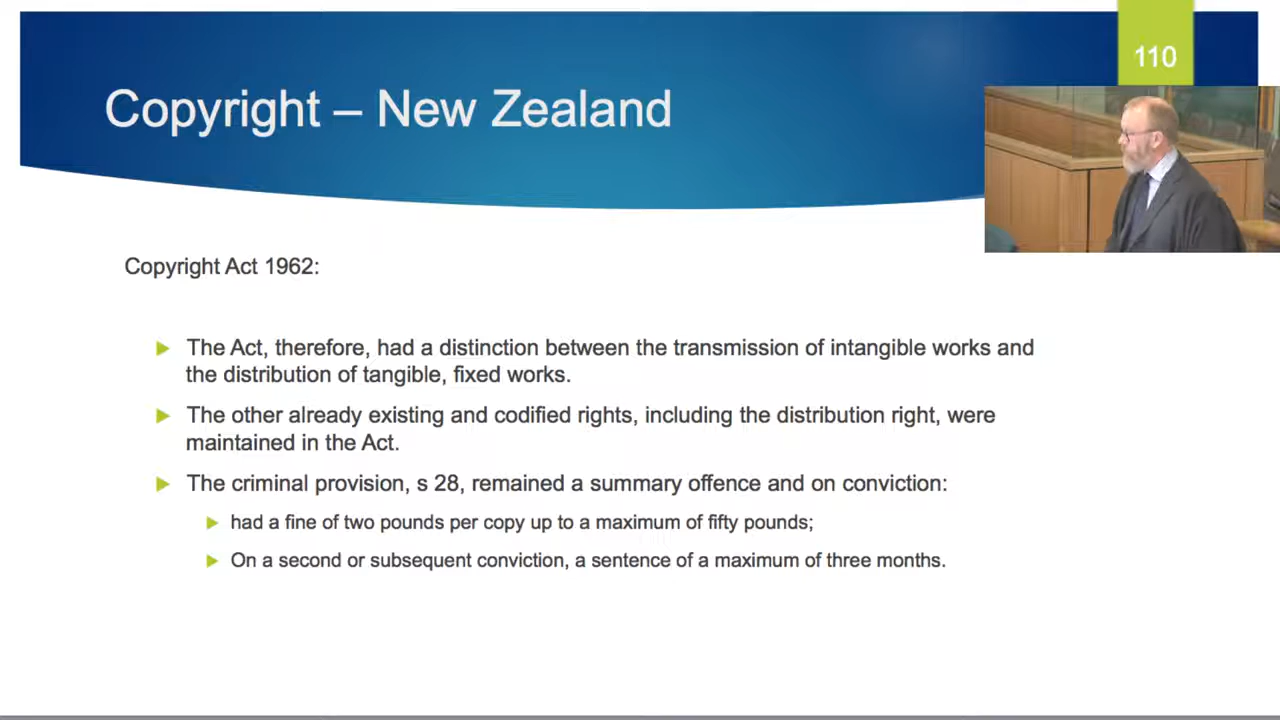 110
Copyright – New Zealand
Copyright Act 1962:
The Act, therefore, had a distinction between the transmission of intangible works and
the distribution of tangible, fixed works.
The other already existing and codified rights, including the distribution right, were
maintained in the Act.
The criminal provision, s 28, remained a summary offence and on conviction:
had a fine of two pounds per copy up to a maximum of fifty pounds;
On a second or subsequent conviction, a sentence of a maximum of three months.